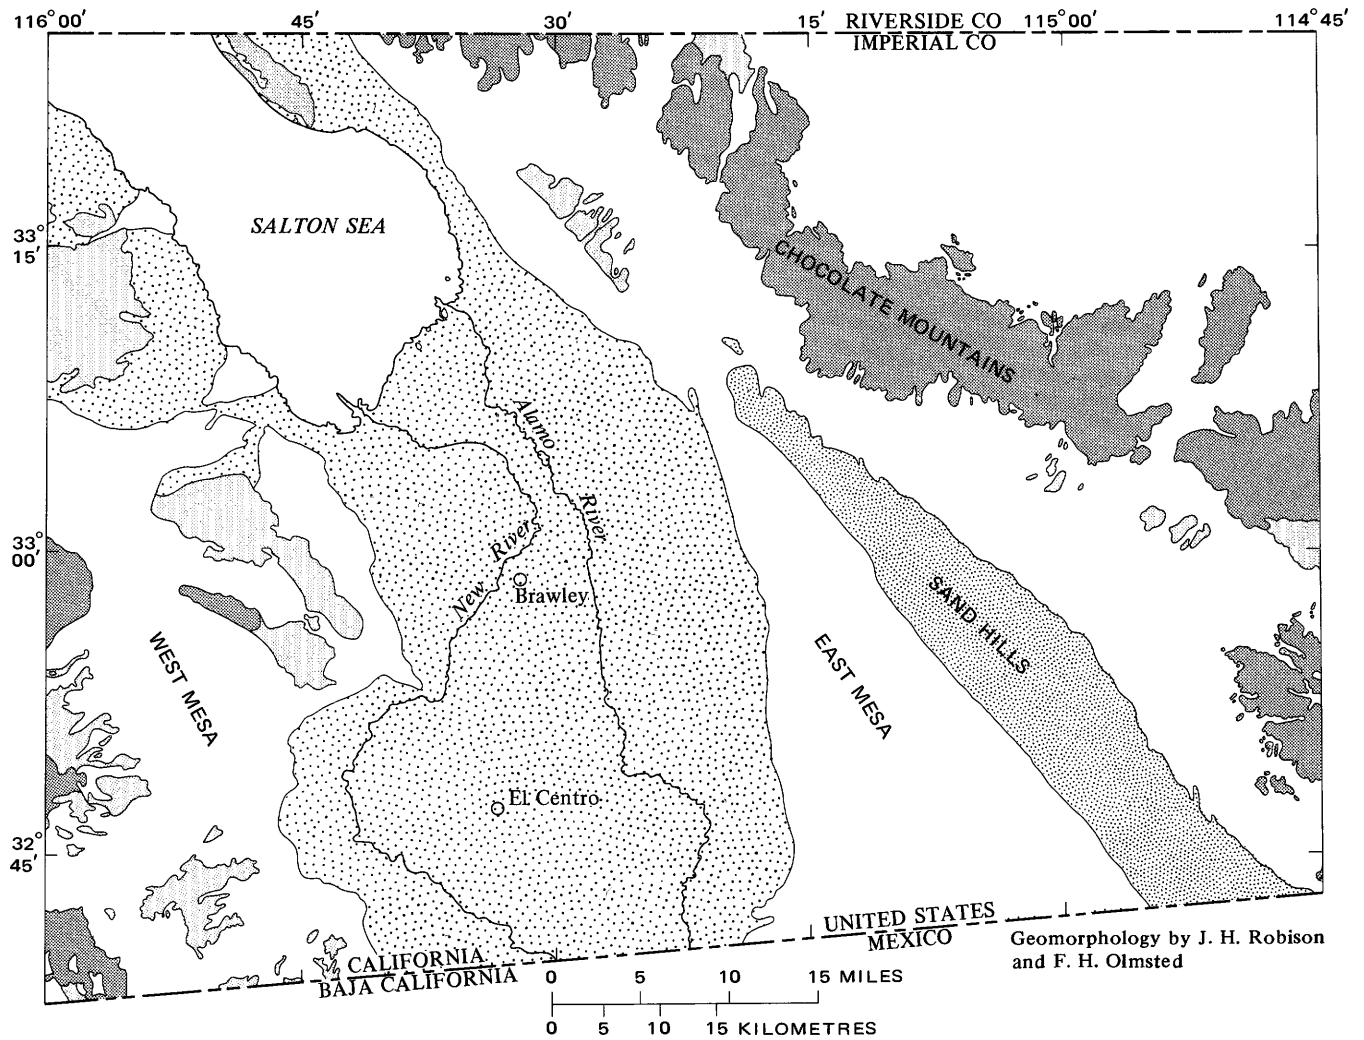 116°00'
45'
30'
15'
RIVERSIDE CO
IMPERIAL CO
115°00'
114°45'
SALTON SEA
33°
15'
CHOCOLATE MOUNTAINS
Alamo
River
33°
00'
New River
Brawley
SAND HILLS
WEST MESA
EAST MESA
El Centro
32°
45'
UNITED STATES
MEXICO
CALIFORNIA
BAJA CALIFORNIA
Geomorphology by J. H. Robison
and F. H. Olmsted
0 5 10 15 MILES
0 5 10 15 KILOMETRES